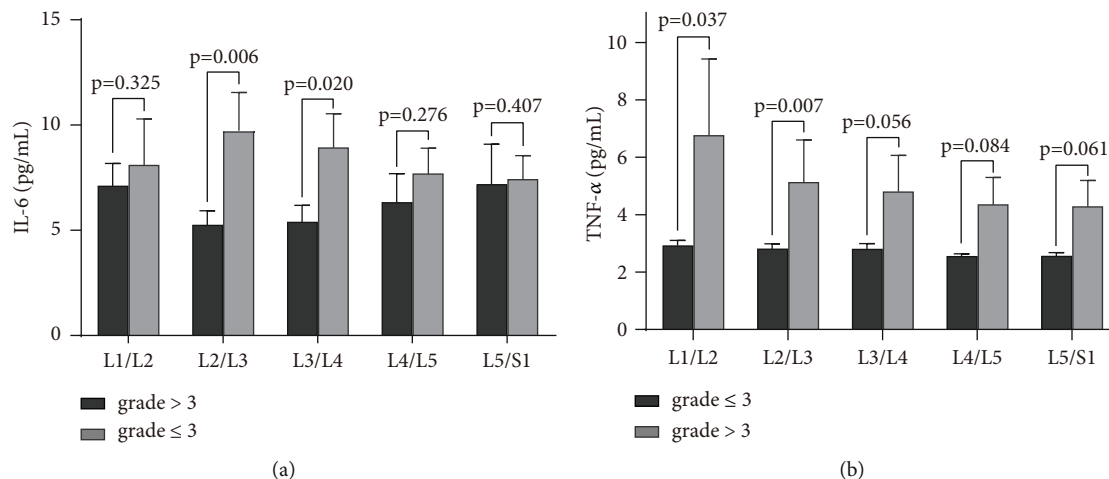 15
10
5
0
IL-6 (pg/mL)
p=0.325
p=0.006
p=0.020
p=0.276
p=0.407
L1/L2
L2/L3
L3/L4
L4/L5
L5/S1
grade > 3
grade ≤ 3
(a)
10
8
6
4
2
0
TNF-α (pg/mL)
p=0.037
p=0.007
p=0.056
p=0.084
p=0.061
L1/L2
L2/L3
L3/L4
L4/L5
L5/S1
grade ≤ 3
grade > 3
(b)